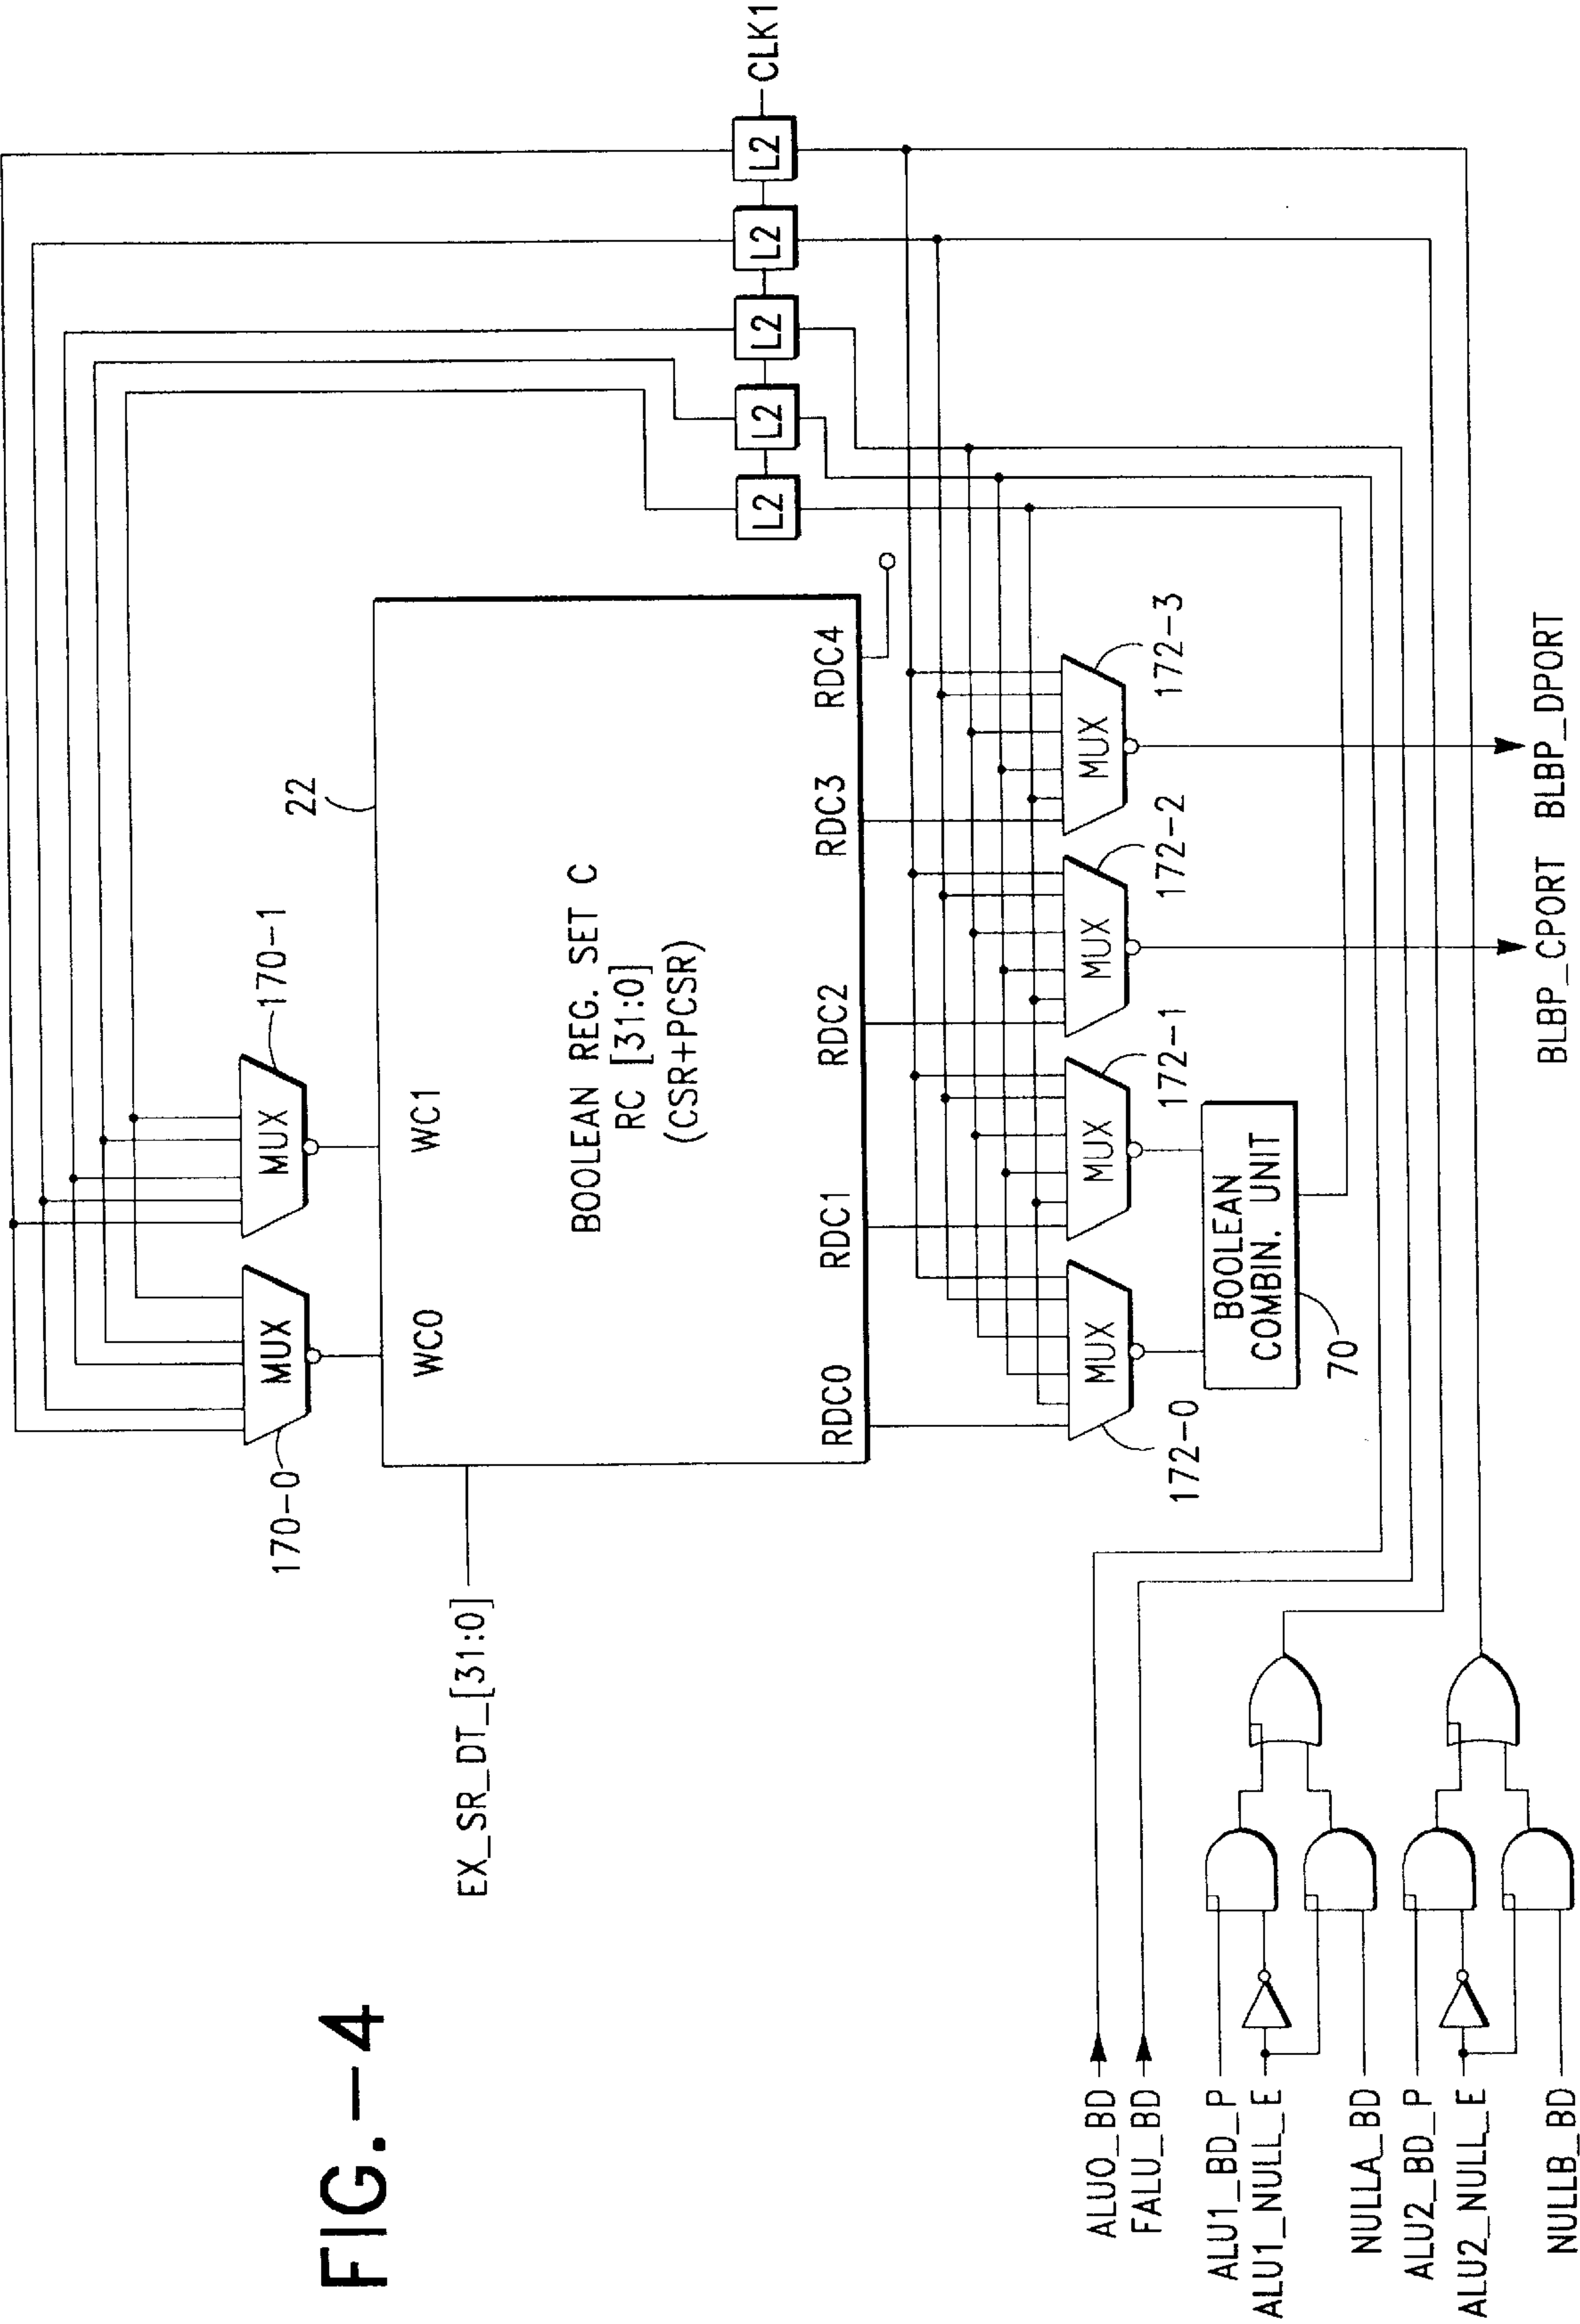 FIG.-4
170-0
170-1
MUX
MUX
22
EX_SR_DT_[31:0]
WC0
WC1
BOOLEAN REG. SET C
RC [31:0]
(CSR+PCSR)
RDC0
RDC1
RDC2
RDC3
RDC4
L2
L2
L2
L2
L2
CLK1
MUX
MUX
MUX
MUX
172-0
172-1
172-2
172-3
BOOLEAN
COMBIN. UNIT
70
ALU0_BD
FALU_BD
ALU1_BD_P
ALU1_NULL_E
NULLA_BD
ALU2_BD_P
ALU2_NULL_E
NULLB_BD
BLBP_CPORT
BLBP_DPORT